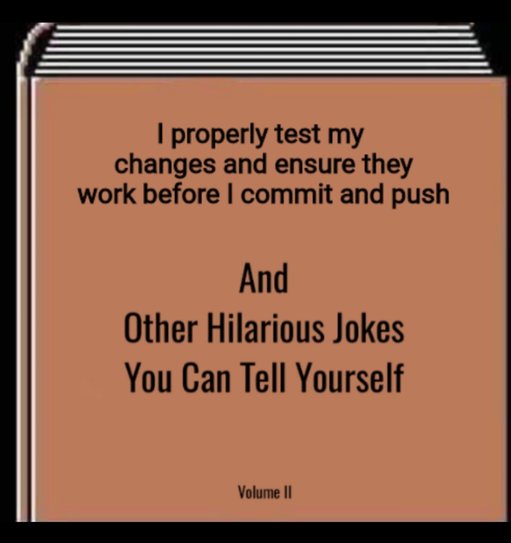 I properly test my
changes and ensure they
work before I commit and push
And
Other Hilarious Jokes
You Can Tell Yourself
Volume II